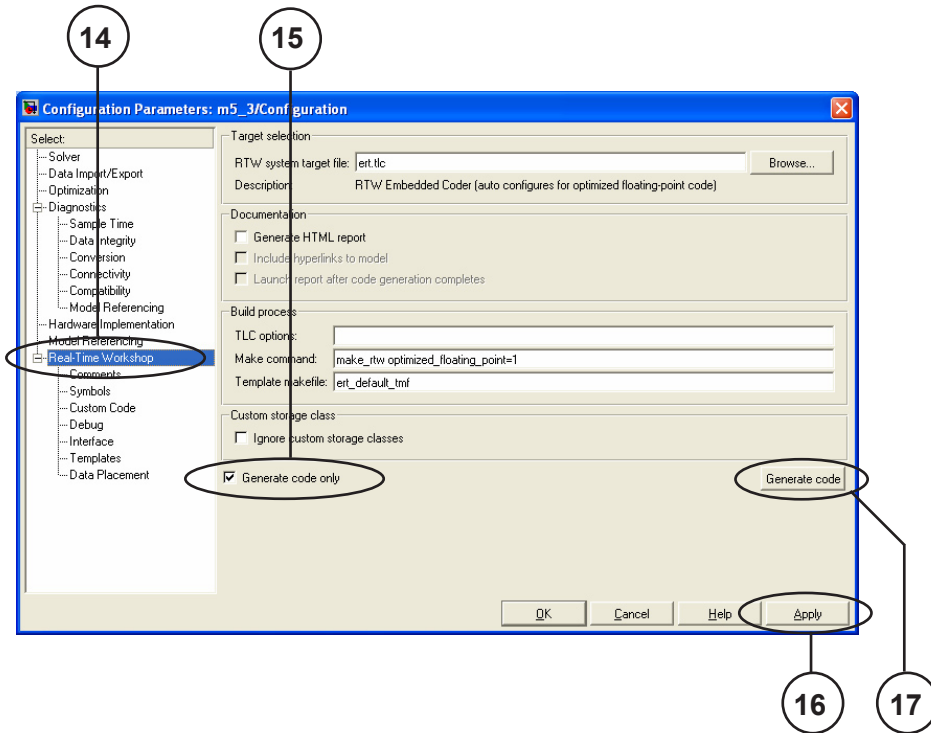 14
15
Configuration Parameters: m5_3/Configuration
Select:
Solver
Data Import/Export
Optimization
Diagnostics
Sample Time
Data Integrity
Conversion
Connectivity
Compatibility
Model Referencing
Hardware Implementation
Model Referencing
Real-Time Workshop
Comments
Symbols
Custom Code
Debug
Interface
Templates
Data Placement
Target selection
RTW system target file: ert.tlc Browse...
Description: RTW Embedded Coder (auto configures for optimized floating-point code)
Documentation
Generate HTML report
Include hyperlinks to model
Launch report after code generation completes
Build process
TLC options:
Make command: make_rtw optimized_floating_point=1
Template makefile: ert_default_tmf
Custom storage class
Ignore custom storage classes
Generate code only Generate code
OK Cancel Help Apply
16
17